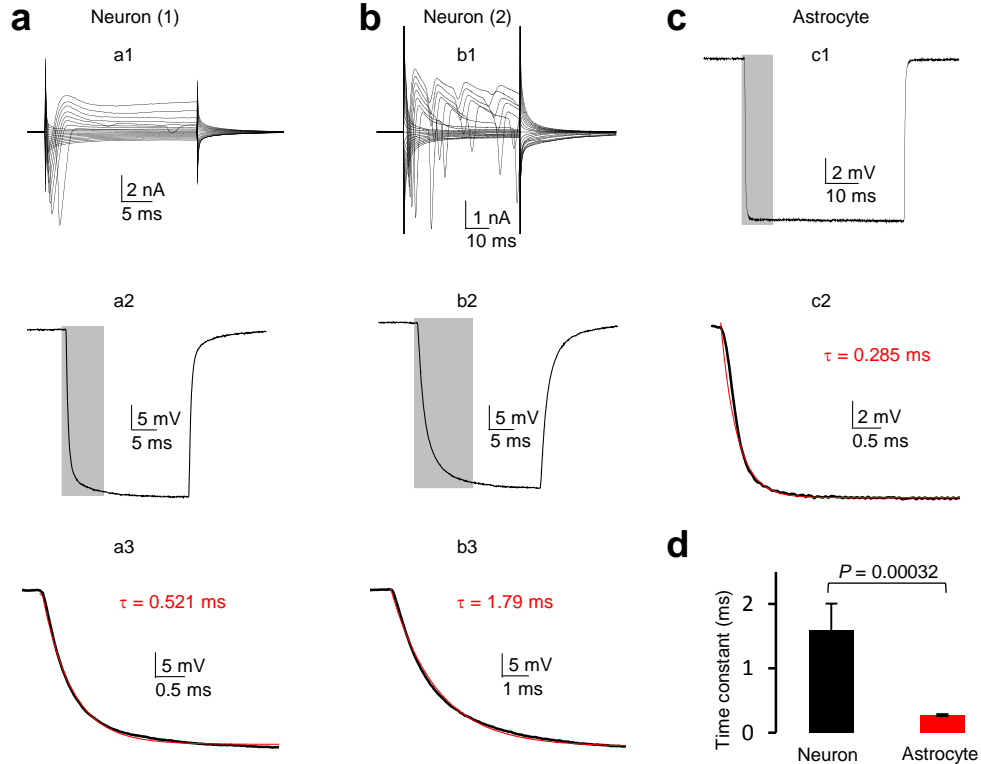 a
Neuron (1)
a1
2 nA
5 ms
a2
5 mV
5 ms
a3
τ = 0.521 ms
5 mV
0.5 ms
b
Neuron (2)
b1
1 nA
10 ms
b2
5 mV
5 ms
b3
τ = 1.79 ms
5 mV
1 ms
c
Astrocyte
c1
2 mV
10 ms
c2
τ = 0.285 ms
2 mV
0.5 ms
d
P = 0.00032
Time constant (ms)
2
1
0
Neuron
Astrocyte